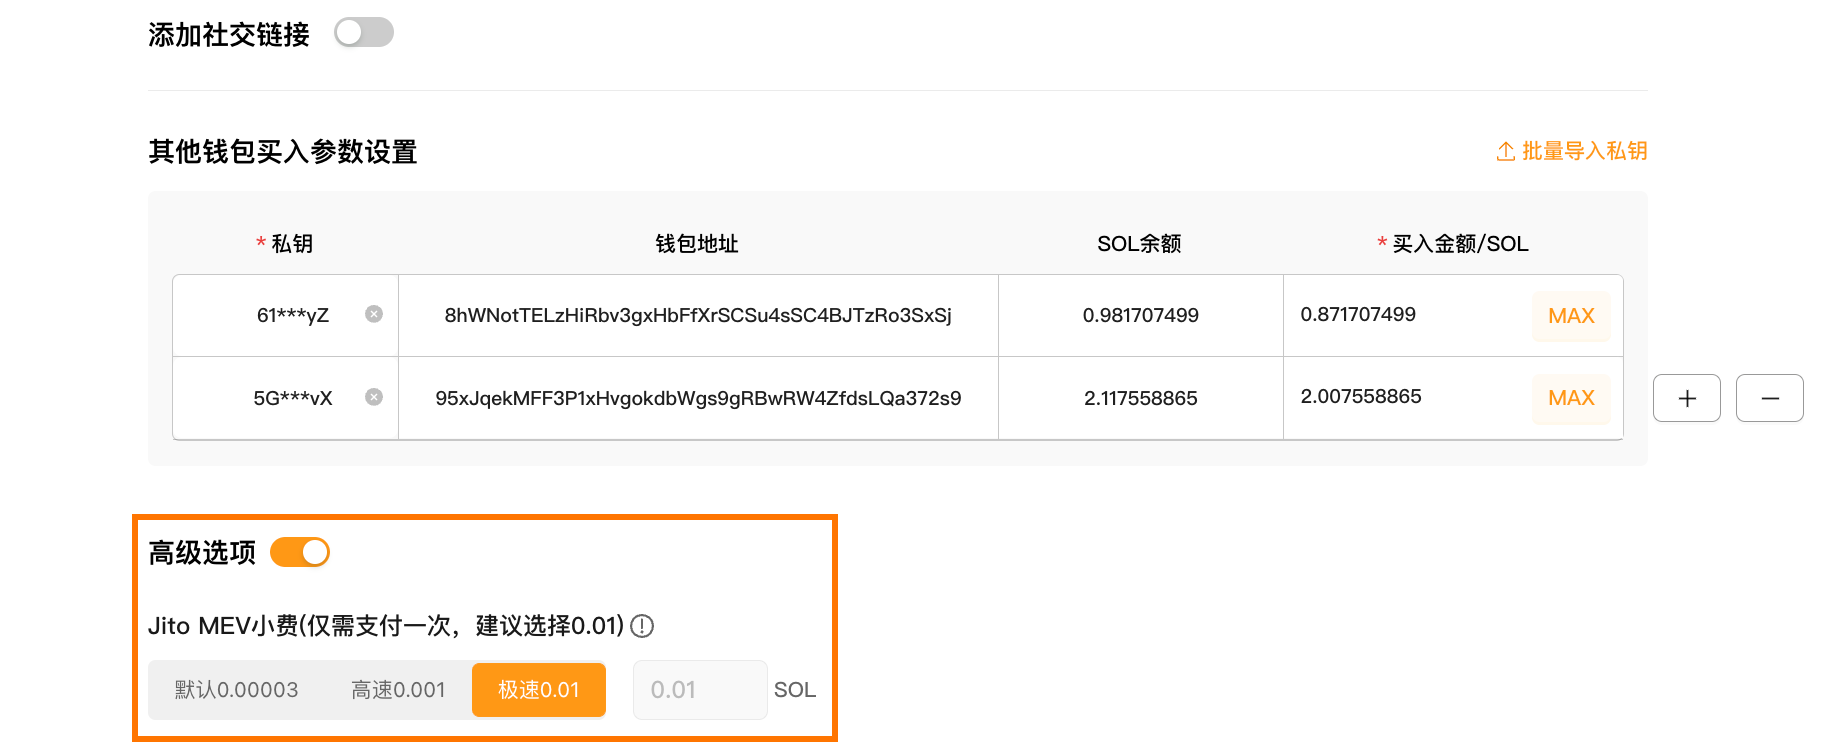 添加社交链接
其他钱包买入参数设置
批量导入私钥
* 私钥 钱包地址 SOL余额 * 买入金额/SOL
61***yZ 8hWNotTELzHiRbv3gxHbFfXrSCSu4sSC4BJTzRo3SxSj 0.981707499 0.871707499 MAX
5G***vX 95xJqekMFF3P1xHvgokdbWgs9gRBwRW4ZfdsLQa372s9 2.117558865 2.007558865 MAX
高级选项
Jito MEV小费(仅需支付一次，建议选择0.01)
默认0.00003 高速0.001 极速0.01 0.01 SOL